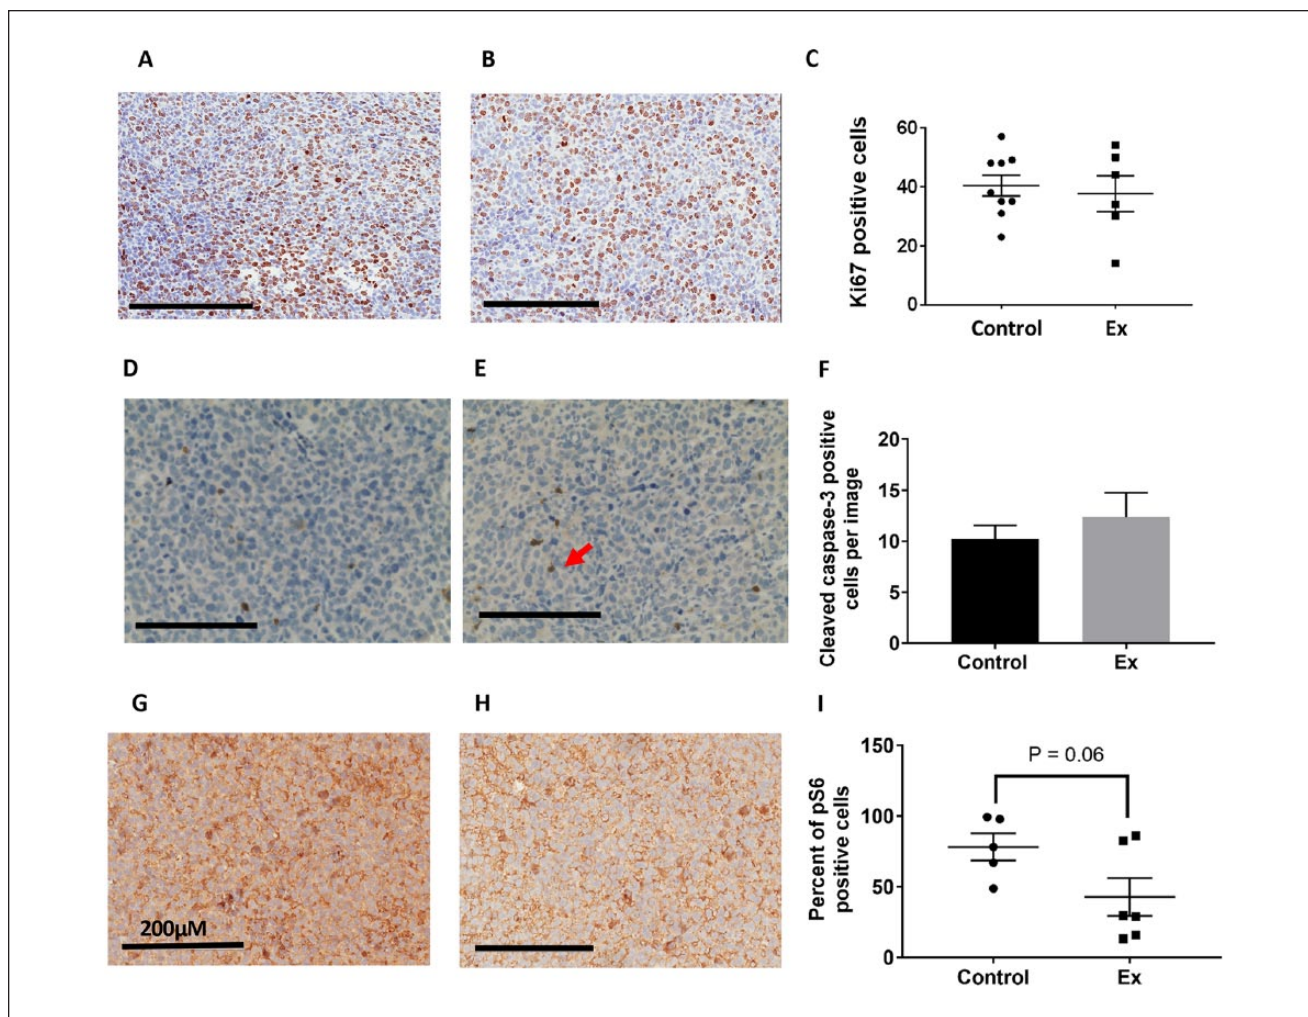 A
B
C
Ki67 positive cells
60
40
20
0
Control
Ex
D
E
F
Cleaved caspase-3 positive
cells per image
20
15
10
5
0
Control
Ex
G
H
I
200µM
Percent of pS6
positive cells
150
100
50
0
P = 0.06
Control
Ex